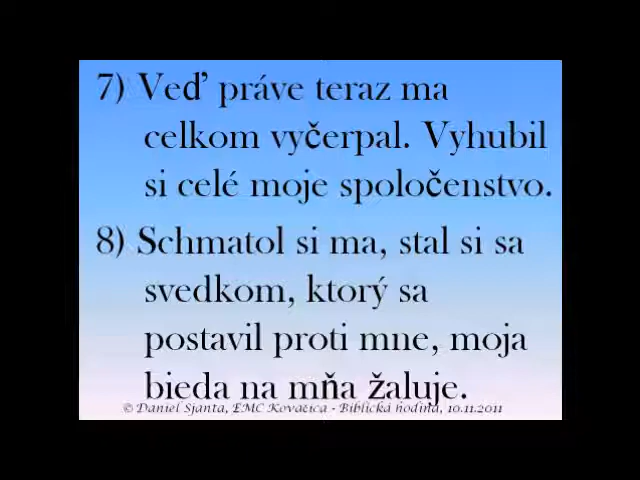 7) Veď práve teraz ma
celkom vyčerpal. Vyhubil
si celé moje spoločenstvo.
8) Schmatol si ma, stal si sa
svedkom, ktorý sa
postavil proti mne, moja
bieda na mňa žaluje.
© Daniel Sjanta, EMC Kovačica - Biblická hodina, 10.11.2011